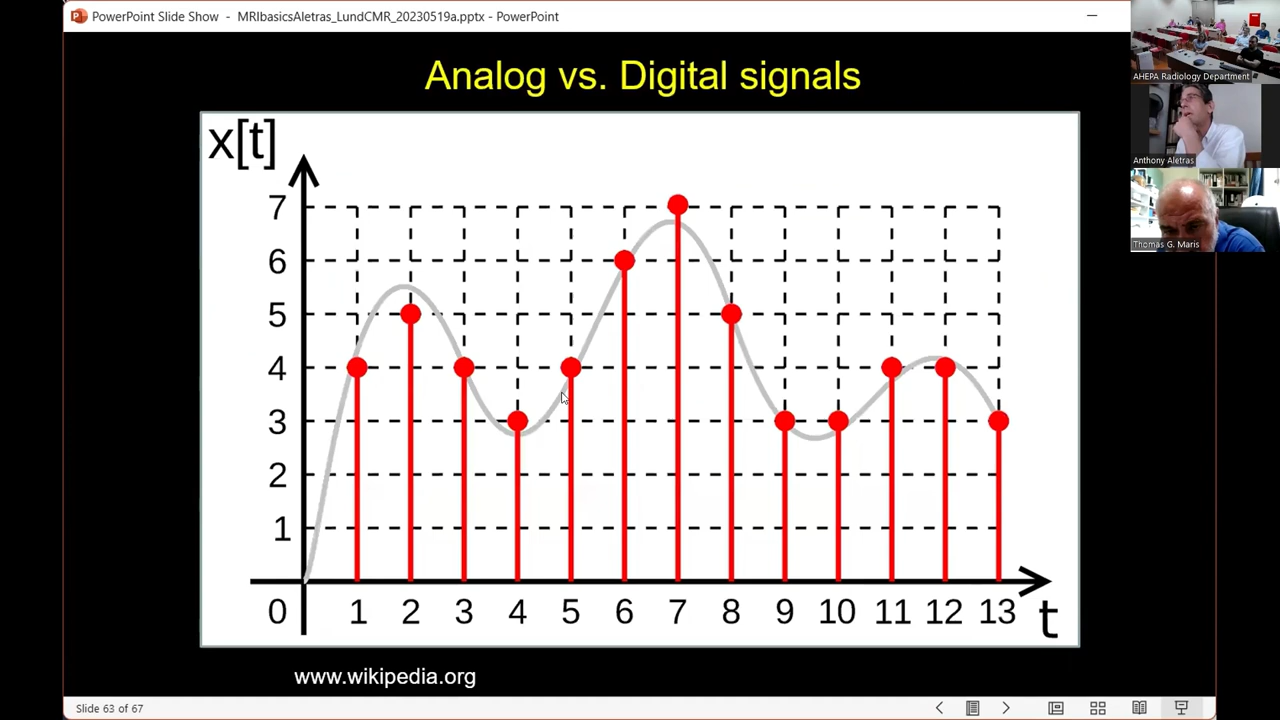 PowerPoint Slide Show - MRIbasicsAletras_LundCMR_20230519a.pptx - PowerPoint
AHEPA Radiology Department
Anthony Aletras
Thomas G. Maris
Analog vs. Digital signals
x[t]
7
6
5
4
3
2
1
0 1 2 3 4 5 6 7 8 9 10 11 12 13 t
www.wikipedia.org
Slide 63 of 67